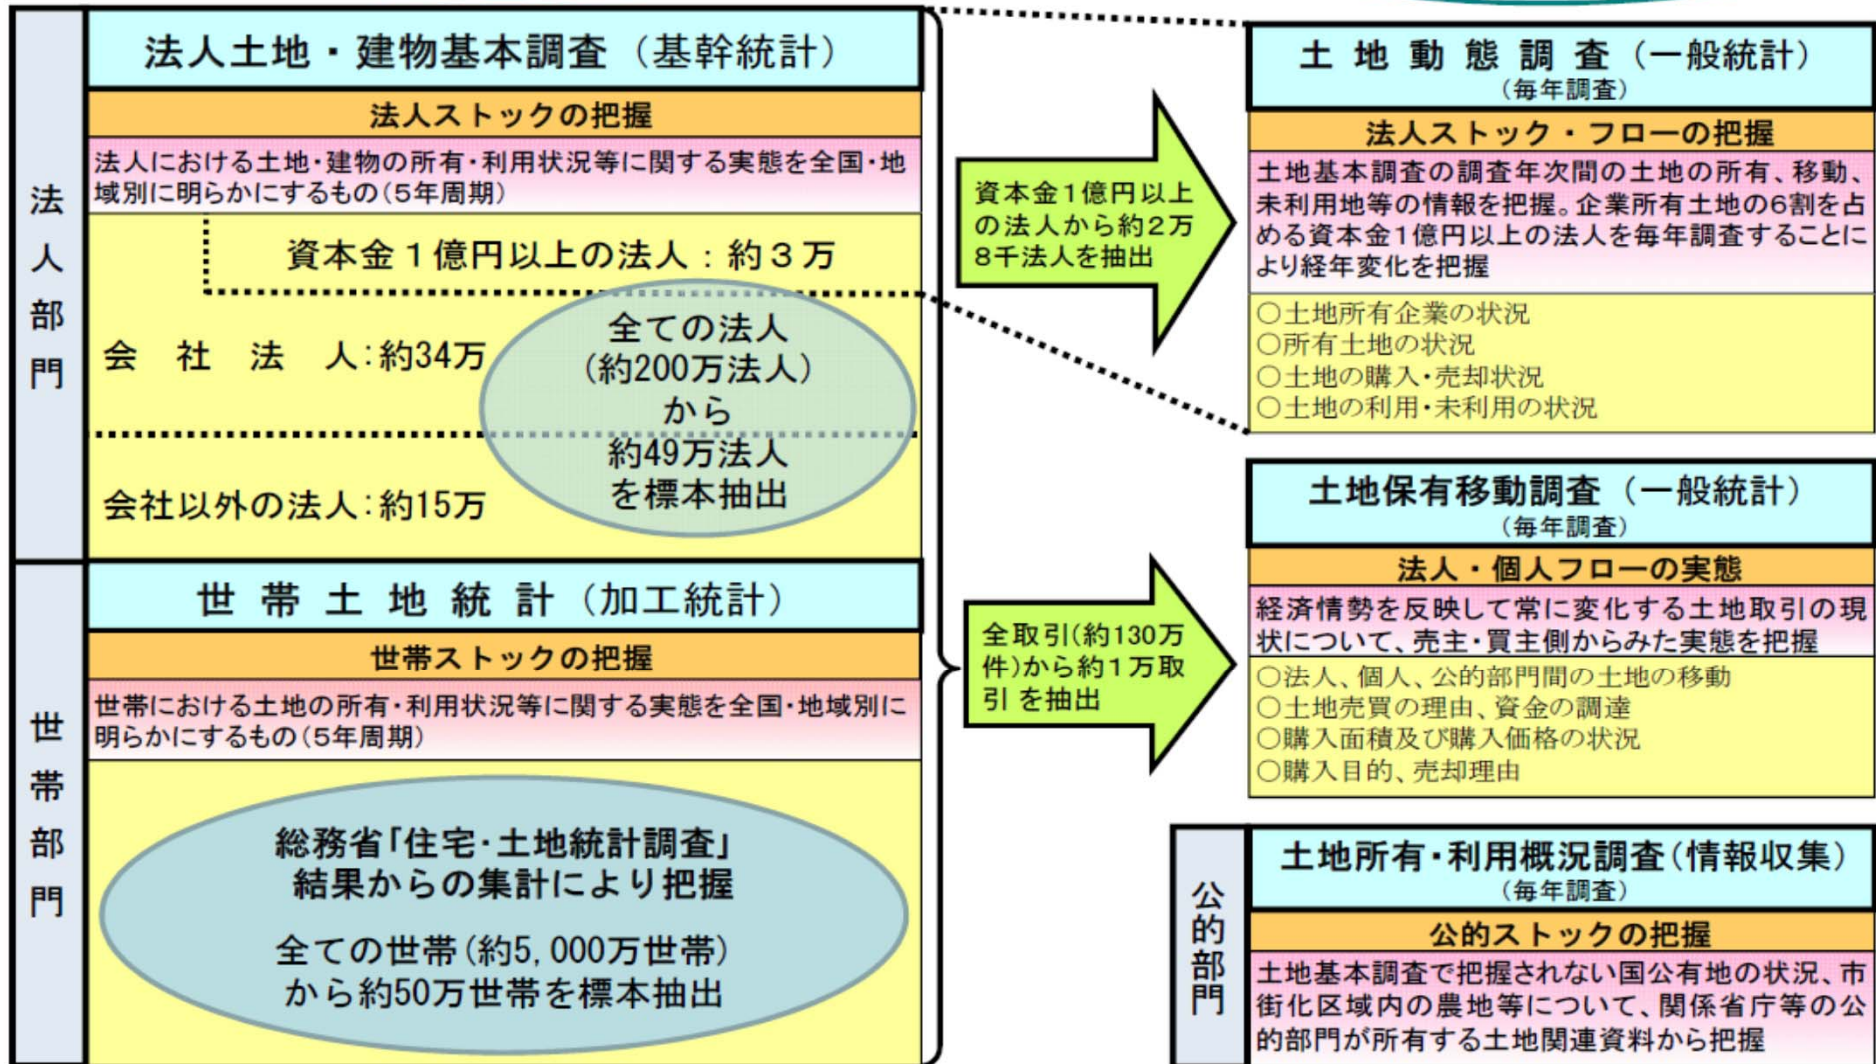 法人部門
法人土地・建物基本調査（基幹統計）
法人ストックの把握
法人における土地・建物の所有・利用状況等に関する実態を全国・地
域別に明らかにするもの（５年周期）
資本金１億円以上の法人：約３万
会　社　法　人：約34万
会社以外の法人：約15万
全ての法人
（約200万法人）
から
約49万法人
を標本抽出
世帯部門
世 帯 土 地 統 計（加工統計）
世帯ストックの把握
世帯における土地の所有・利用状況等に関する実態を全国・地域別に
明らかにするもの（５年周期）
総務省「住宅・土地統計調査」
結果からの集計により把握
全ての世帯（約5,000万世帯）
から約50万世帯を標本抽出
資本金１億円以上
の法人から約２万
８千法人を抽出
全取引（約130万
件）から約１万取
引 を抽出
土 地 動 態 調 査（一般統計）
（毎年調査）
法人ストック・フローの把握
土地基本調査の調査年次間の土地の所有、移動、
未利用地等の情報を把握。企業所有土地の６割を占
める資本金１億円以上の法人を毎年調査することに
より経年変化を把握
○土地所有企業の状況
○所有土地の状況
○土地の購入・売却状況
○土地の利用・未利用の状況
土地保有移動調査（一般統計）
（毎年調査）
法人・個人フローの実態
経済情勢を反映して常に変化する土地取引の現
状について、売主・買主側からみた実態を把握
○法人、個人、公的部門間の土地の移動
○土地売買の理由、資金の調達
○購入面積及び購入価格の状況
○購入目的、売却理由
公的部門
土地所有・利用概況調査（情報収集）
（毎年調査）
公的ストックの把握
土地基本調査で把握されない国公有地の状況、市
街化区域内の農地等について、関係省庁等の公
的部門が所有する土地関連資料から把握